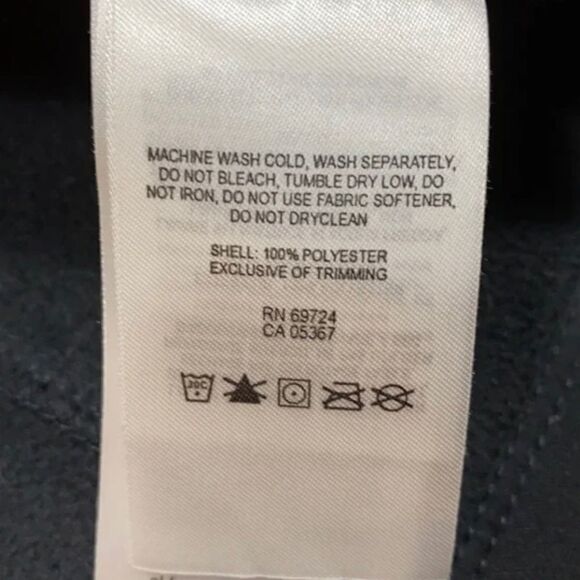 MACHINE WASH COLD, WASH SEPARATELY,
DO NOT BLEACH, TUMBLE DRY LOW, DO
NOT IRON, DO NOT USE FABRIC SOFTENER,
DO NOT DRYCLEAN
SHELL: 100% POLYESTER
EXCLUSIVE OF TRIMMING
RN 69724
CA 05367
30C